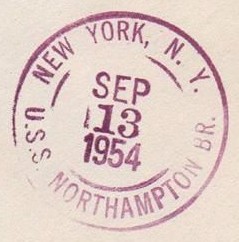 NEW YORK, N. Y.
SEP
13
1954
U.S.S. NORTHAMPTON BR.